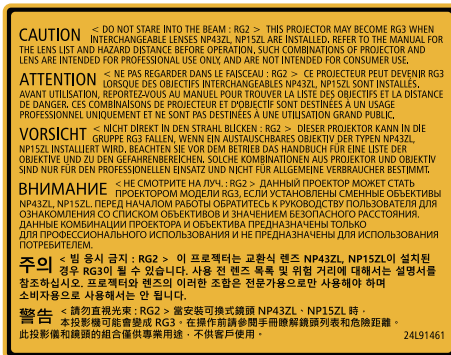 CAUTION < DO NOT STARE INTO THE BEAM : RG2 > THIS PROJECTOR MAY BECOME RG3 WHEN
INTERCHANGEABLE LENSES NP43ZL, NP15ZL ARE INSTALLED. REFER TO THE MANUAL FOR
THE LENS LIST AND HAZARD DISTANCE BEFORE OPERATION, SUCH COMBINATIONS OF PROJECTOR AND
LENS ARE INTENDED FOR PROFESSIONAL USE ONLY, AND ARE NOT INTENDED FOR CONSUMER USE.
ATTENTION < NE PAS REGARDER DANS LE FAISCEAU : RG2 > CE PROJECTEUR PEUT DEVENIR RG3
LORSQUE DES OBJECTIFS INTERCHANGEABLES NP43ZL, NP15ZL SONT INSTALLÉS.
AVANT UTILISATION, REPORTEZ-VOUS AU MANUEL POUR TROUVER LA LISTE DES OBJECTIFS ET LA DISTANCE
DE DANGER. CES COMBINAISONS DE PROJECTEUR ET D'OBJECTIF SONT DESTINÉES À UN USAGE
PROFESSIONNEL UNIQUEMENT ET NE SONT PAS DESTINÉES À UNE UTILISATION GRAND PUBLIC.
VORSICHT < NICHT DIREKT IN DEN STRAHL BLICKEN : RG2 > DIESER PROJEKTOR KANN IN DIE
GRUPPE RG3 FALLEN, WENN EIN AUSTAUSCHBARES OBJEKTIV DER TYPEN NP43ZL,
NP15ZL INSTALLIERT WIRD. BEACHTEN SIE VOR DEM BETRIEB DAS HANDBUCH FÜR EINE LISTE DER
OBJEKTIVE UND ZU DEN GEFAHRENBEREICHEN. SOLCHE KOMBINATIONEN AUS PROJEKTOR UND OBJEKTIV
SIND NUR FÜR DEN PROFESSIONELLEN EINSATZ UND NICHT FÜR ALLGEMEINE VERBRAUCHER BESTIMMT.
ВНИМАНИЕ < НЕ СМОТРИТЕ НА ЛУЧ. : RG2 > ДАННЫЙ ПРОЕКТОР МОЖЕТ СТАТЬ
ПРОЕКТОРОМ МОДЕЛИ RG3, ЕСЛИ УСТАНОВЛЕНЫ СМЕННЫЕ ОБЪЕКТИВЫ
NP43ZL, NP15ZL. ПЕРЕД НАЧАЛОМ РАБОТЫ ОБРАТИТЕСЬ К РУКОВОДСТВУ ПОЛЬЗОВАТЕЛЯ ДЛЯ
ОЗНАКОМЛЕНИЯ СО СПИСКОМ ОБЪЕКТИВОВ И ЗНАЧЕНИЕМ БЕЗОПАСНОГО РАССТОЯНИЯ.
ДАННЫЕ КОМБИНАЦИИ ПРОЕКТОРА И ОБЪЕКТИВА ПРЕДНАЗНАЧЕНЫ ТОЛЬКО
ДЛЯ ПРОФЕССИОНАЛЬНОГО ИСПОЛЬЗОВАНИЯ И НЕ ПРЕДНАЗНАЧЕНЫ ДЛЯ ИСПОЛЬЗОВАНИЯ
ПОТРЕБИТЕЛЕМ.
주의 < 빔 응시 금지 : RG2 > 이 프로젝터는 교환식 렌즈 NP43ZL, NP15ZL이 설치된
경우 RG3이 될 수 있습니다. 사용 전 렌즈 목록 및 위험 거리에 대해서는 설명서를
참조하십시오. 프로젝터와 렌즈의 이러한 조합은 전문가용으로만 사용해야 하며
소비자용으로 사용해서는 안 됩니다.
警告 < 請勿直視光束 : RG2 > 當安裝可換式鏡頭 NP43ZL、NP15ZL 時，
本投影機可能會變成 RG3。在操作前請參閱手冊瞭解鏡頭列表和危險距離。
此投影儀和鏡頭的組合僅供專業用途，不供客戶使用。
24L91461